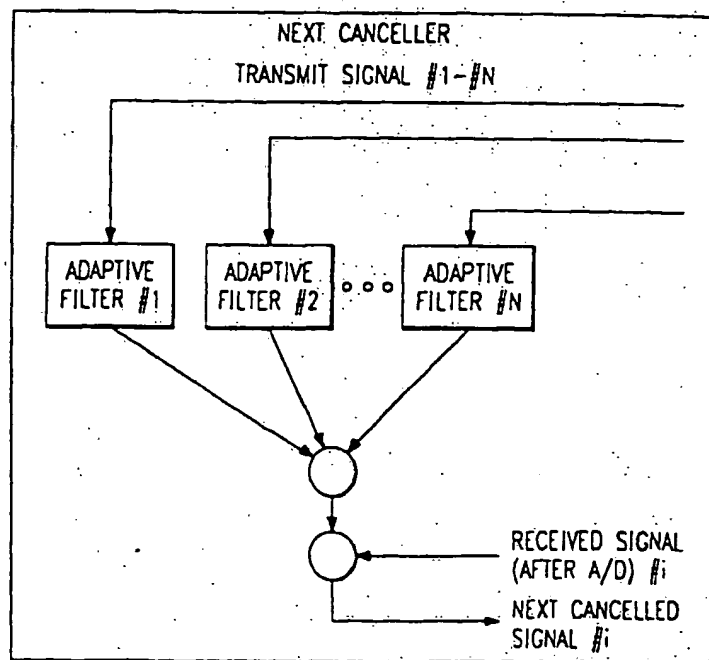 NEXT CANCELLER
TRANSMIT SIGNAL #1-#N
ADAPTIVE
FILTER #1
ADAPTIVE
FILTER #2
ADAPTIVE
FILTER #N
RECEIVED SIGNAL
(AFTER A/D) #i
NEXT CANCELLED
SIGNAL #i